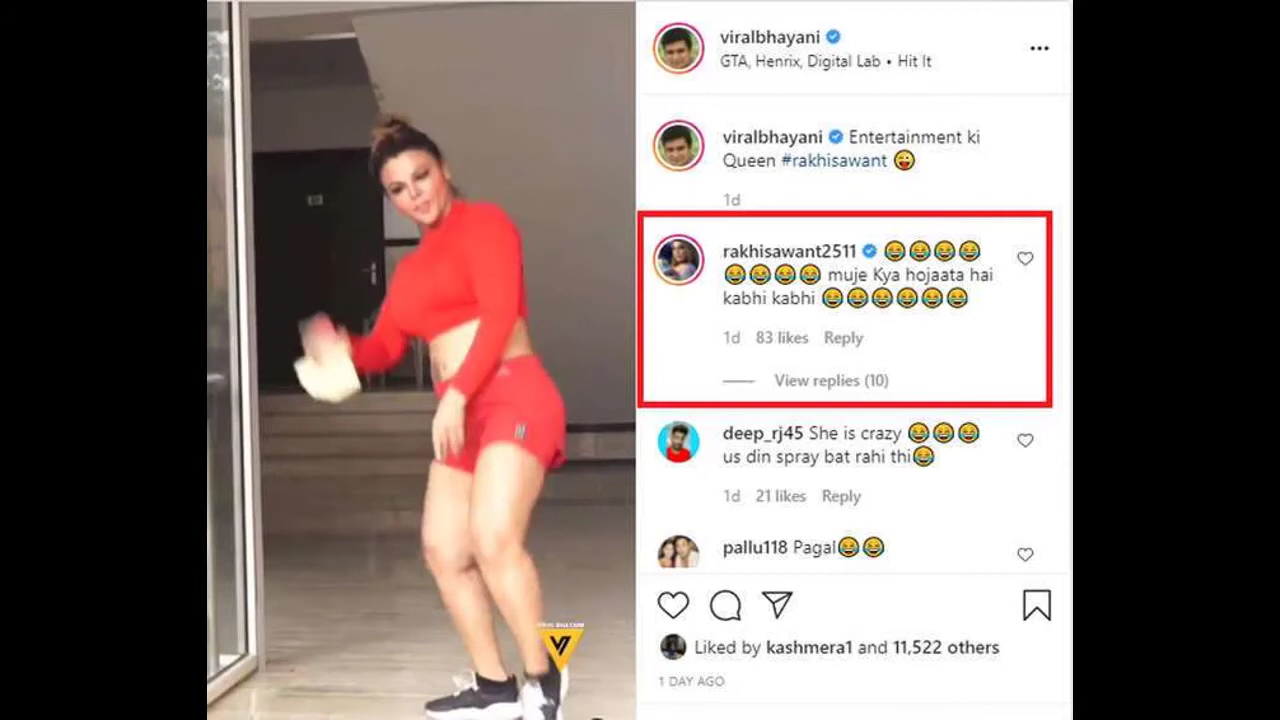 viralbhayani
GTA, Henrix, Digital Lab • Hit It
viralbhayani Entertainment ki
Queen #rakhisawant 😜
1d
rakhisawant2511 😂😂😂😂
😂😂😂😂 muje Kya hojaata hai
kabhi kabhi 😂😂😂😂😂😂
1d 83 likes Reply
View replies (10)
deep_rj45 She is crazy 😂😂😂
us din spray bat rahi thi😂
1d 21 likes Reply
pallu118 Pagal😂😂
Liked by kashmera1 and 11,522 others
1 DAY AGO
VIRAL BHAYANI